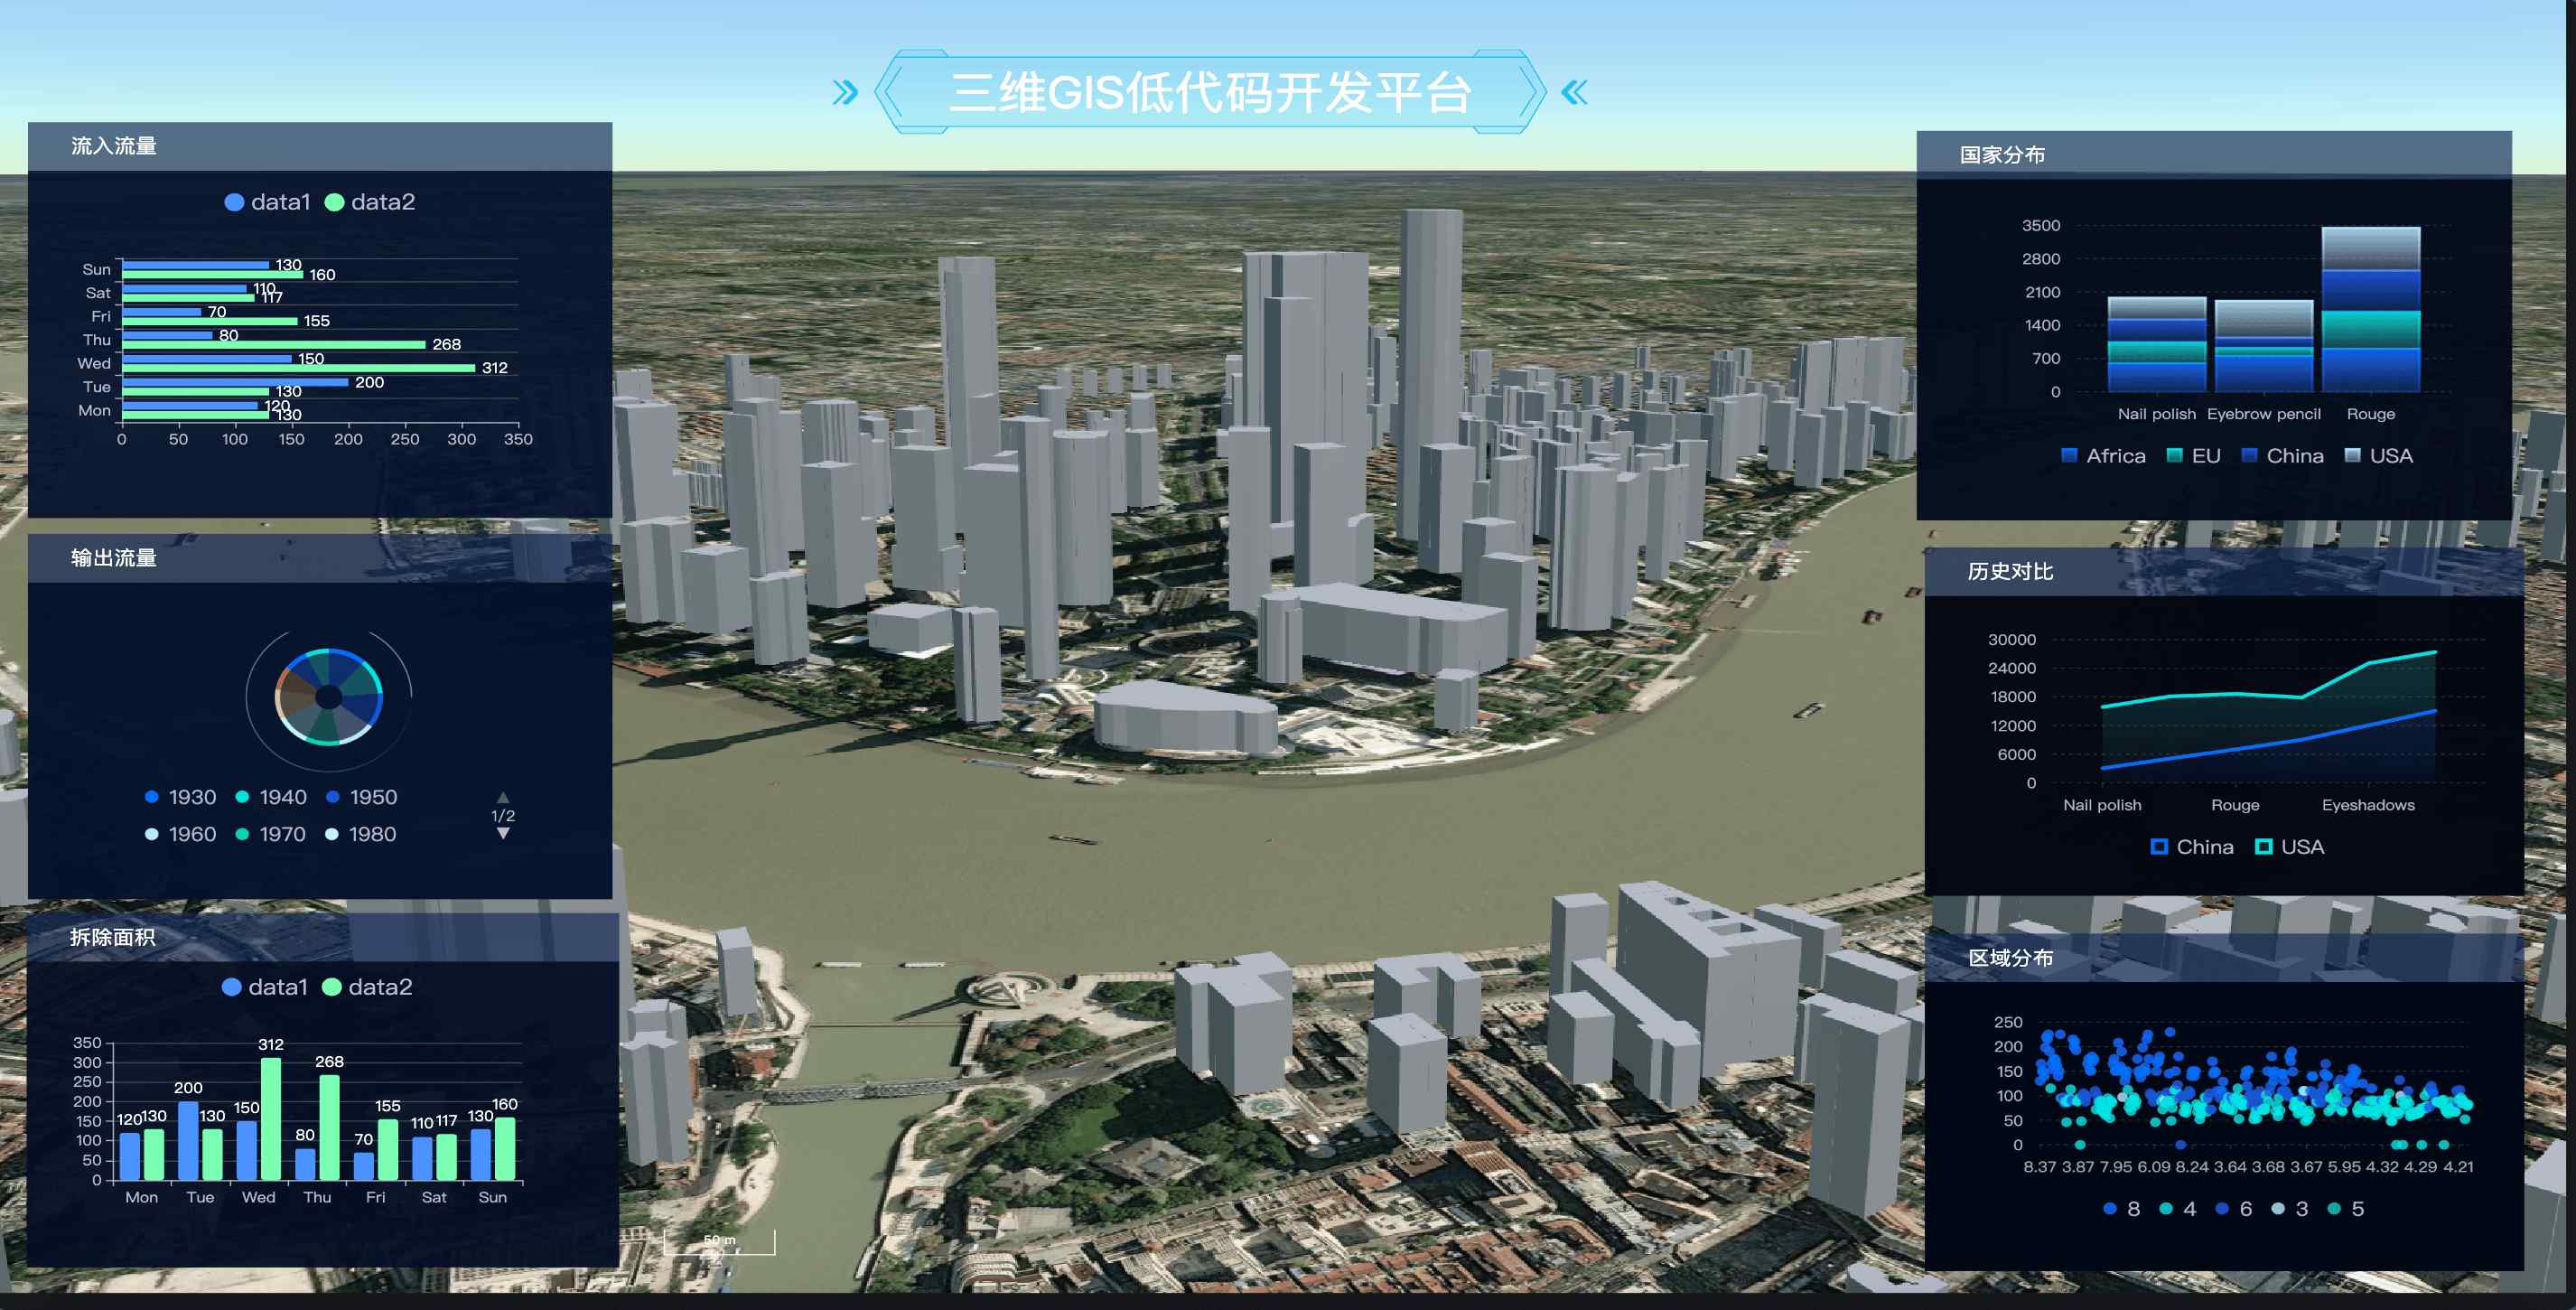 三维GIS低代码开发平台
流入流量
data1 data2
Sun 130 160
Sat 110 117
Fri 70 155
Thu 80 268
Wed 150 312
Tue 200 130
Mon 120 130
0 50 100 150 200 250 300 350
输出流量
1930 1940 1950
1960 1970 1980
1/2
拆除面积
data1 data2
350
300
250
200
150
100
50
0
120 130 200 130 150 312 80 268 70 155 110 117 130 160
Mon Tue Wed Thu Fri Sat Sun
50 m
国家分布
3500
2800
2100
1400
700
0
Nail polish Eyebrow pencil Rouge
Africa EU China USA
历史对比
30000
24000
18000
12000
6000
0
Nail polish Rouge Eyeshadows
China USA
区域分布
250
200
150
100
50
0
8.37 3.87 7.95 6.09 8.24 3.64 3.68 3.67 5.95 4.32 4.29 4.21
8 4 6 3 5